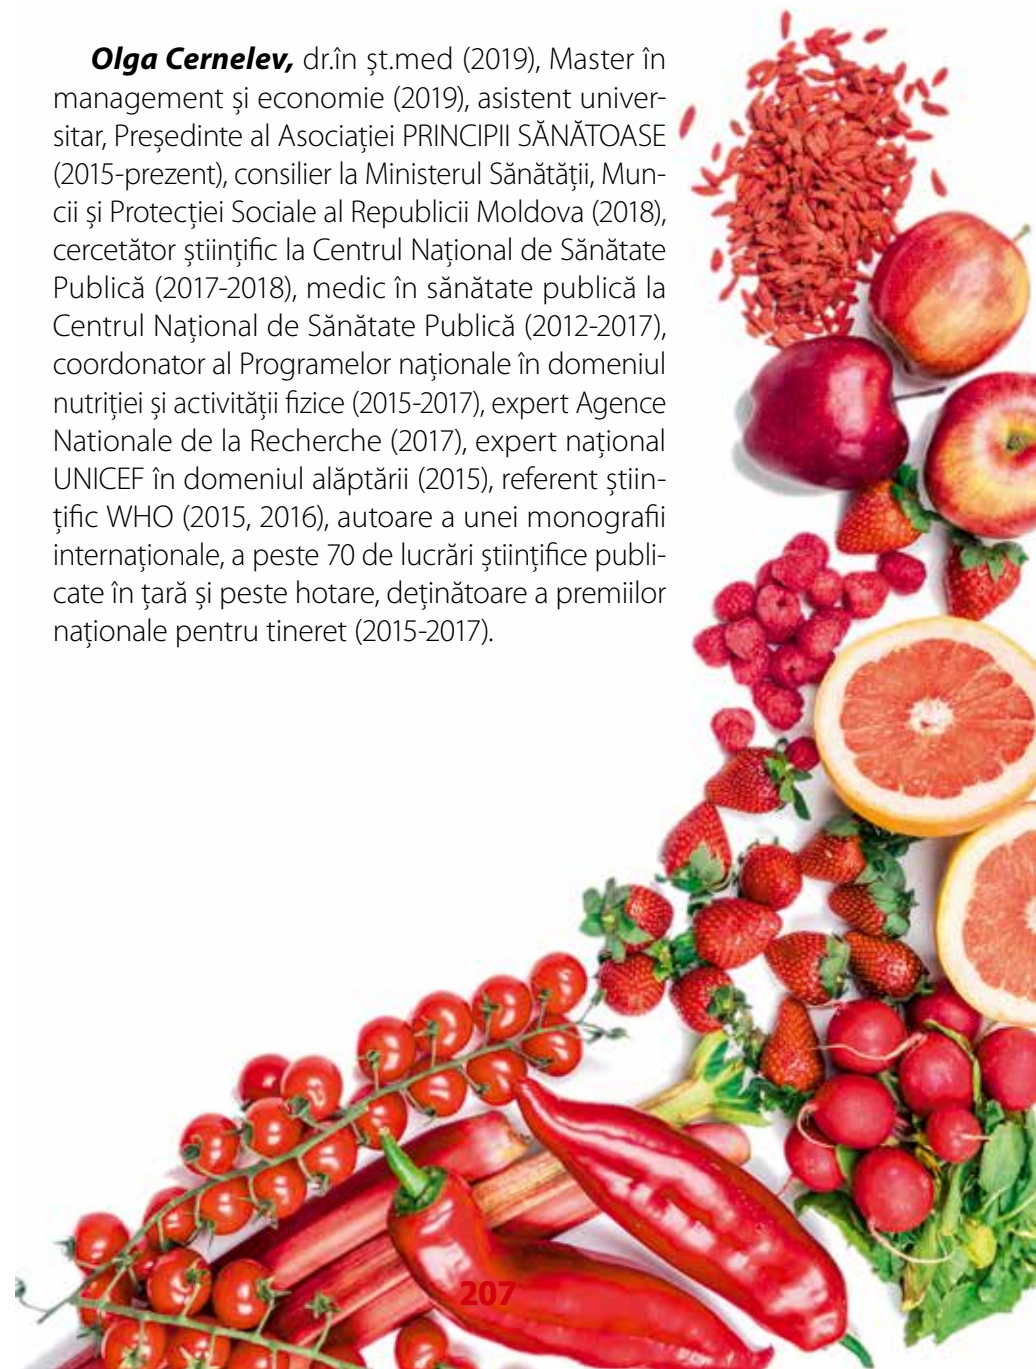 Olga Cernelev, dr.în șt.med (2019), Master în
management și economie (2019), asistent univer-
sitar, Președinte al Asociației PRINCIPII SĂNĂTOASE
(2015-prezent), consilier la Ministerul Sănătății, Mun-
cii și Protecției Sociale al Republicii Moldova (2018),
cercetător științific la Centrul Național de Sănătate
Publică (2017-2018), medic în sănătate publică la
Centrul Național de Sănătate Publică (2012-2017),
coordonator al Programelor naționale în domeniul
nutriției și activității fizice (2015-2017), expert Agence
Nationale de la Recherche (2017), expert național
UNICEF în domeniul alăptării (2015), referent știin-
țific WHO (2015, 2016), autoare a unei monografii
internaționale, a peste 70 de lucrări științifice publi-
cate în țară și peste hotare, deținătoare a premiilor
naționale pentru tineret (2015-2017).
207